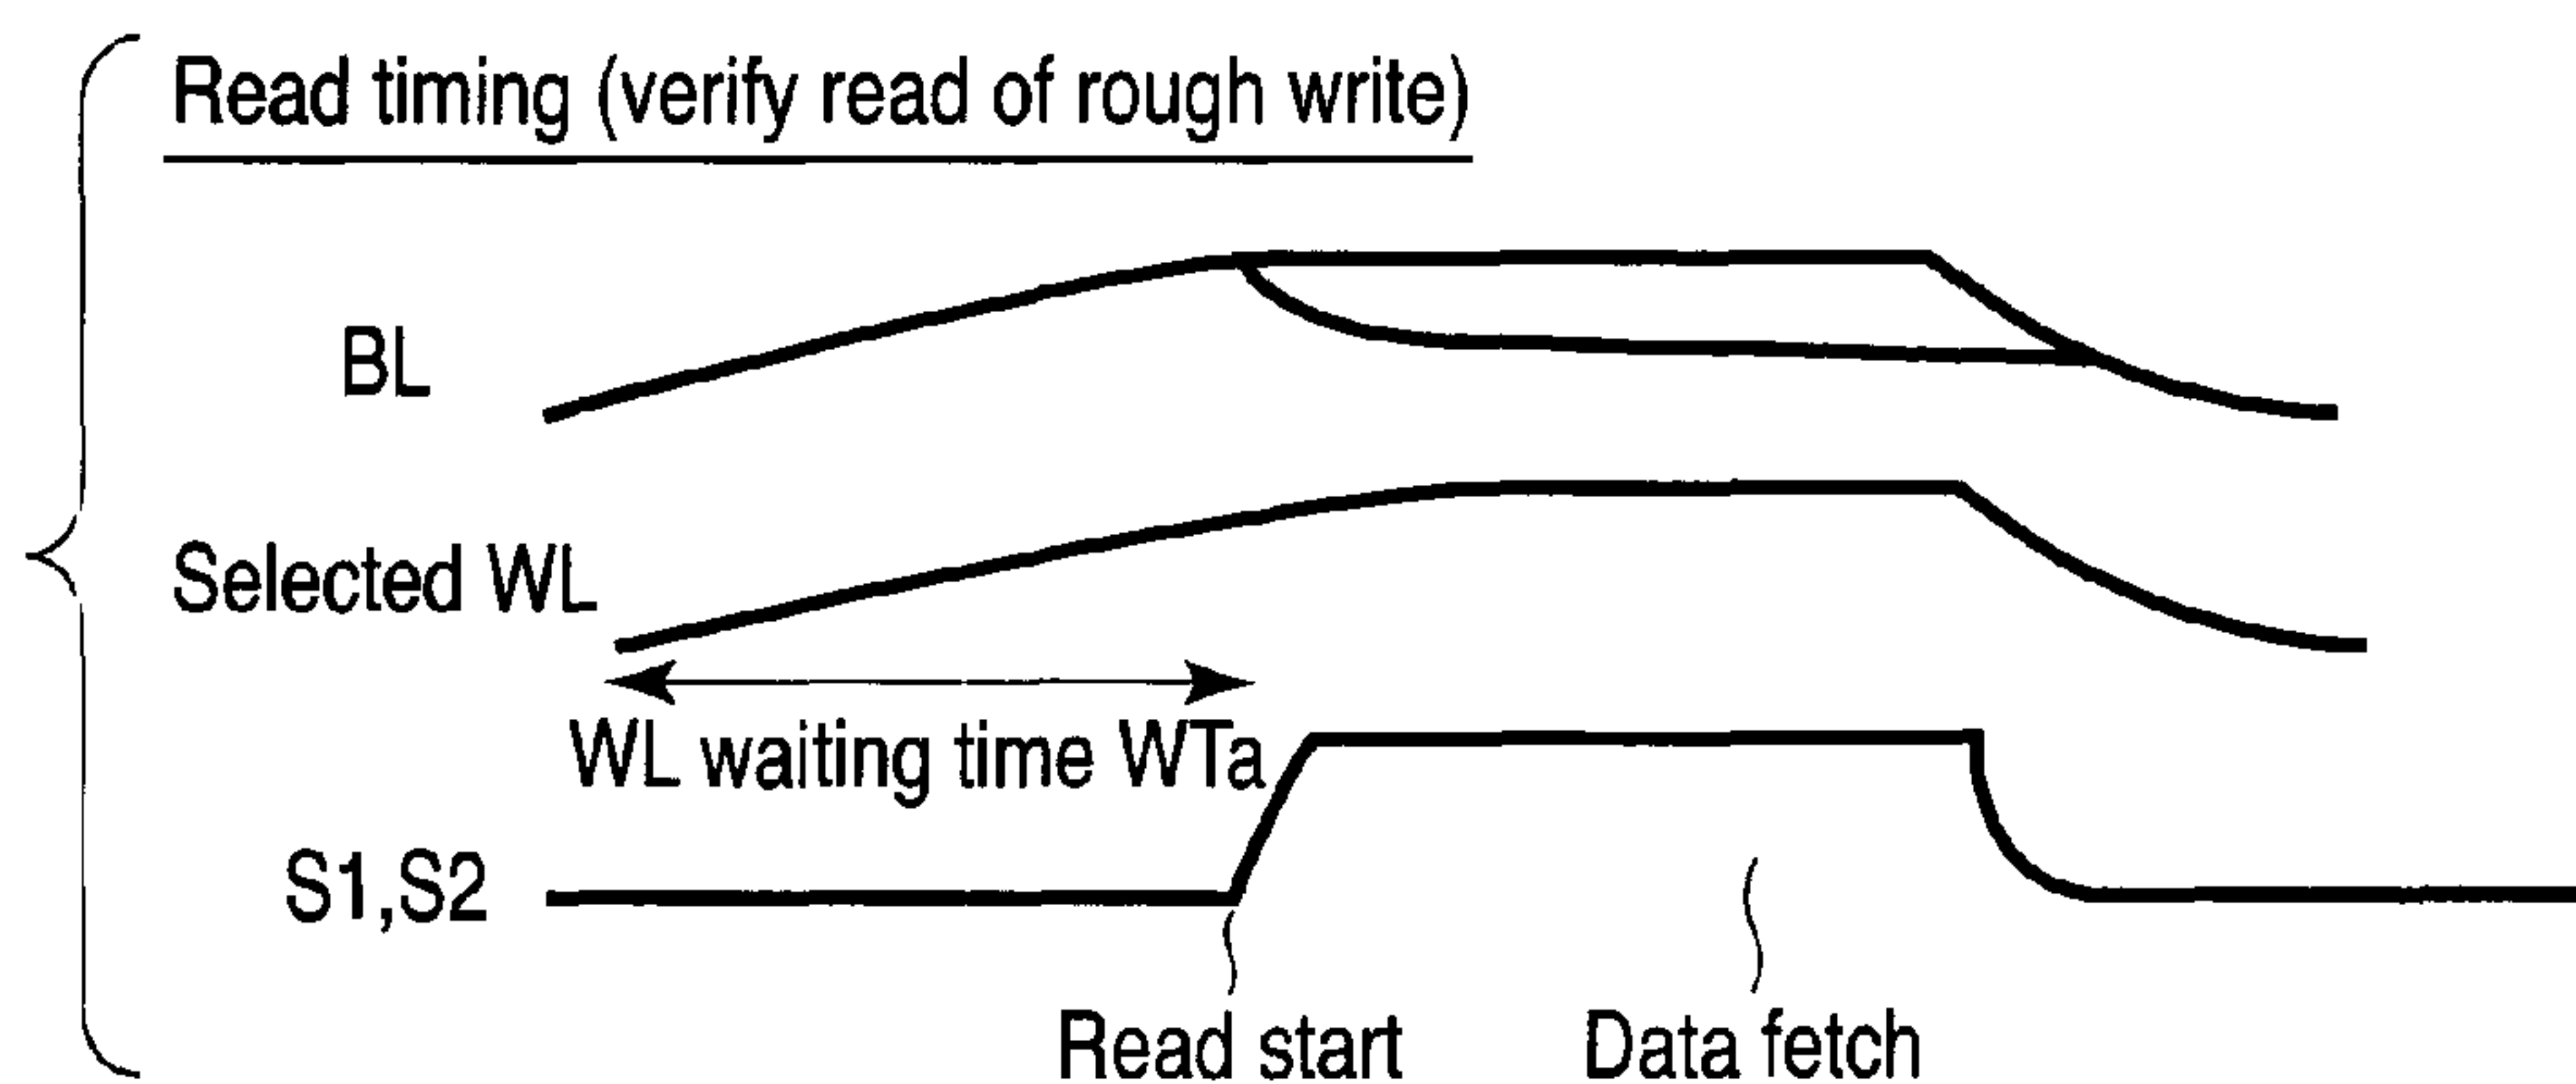 Read timing (verify read of rough write)
BL
Selected WL
WL waiting time WTa
S1,S2
Read start
Data fetch